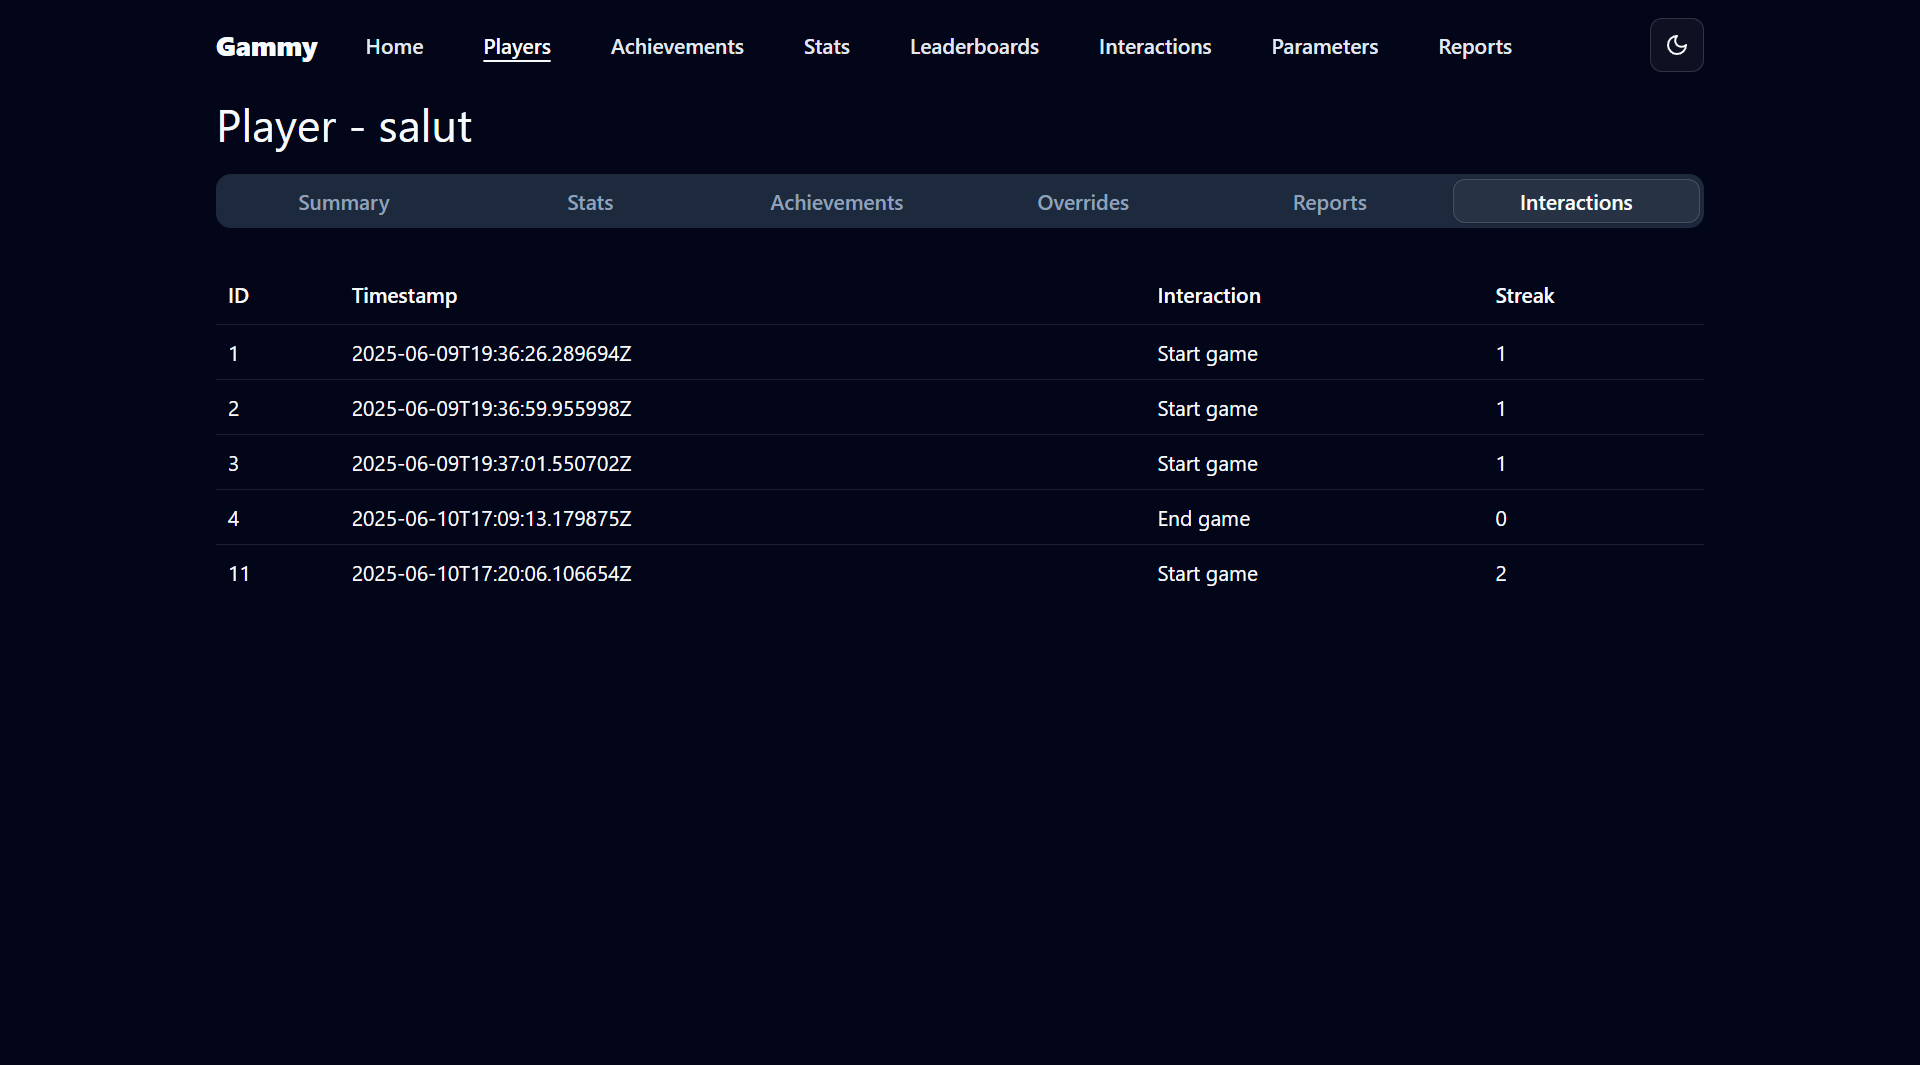 Gammy Home Players Achievements Stats Leaderboards Interactions Parameters Reports
Player - salut
Summary Stats Achievements Overrides Reports Interactions
ID Timestamp Interaction Streak
1 2025-06-09T19:36:26.289694Z Start game 1
2 2025-06-09T19:36:59.955998Z Start game 1
3 2025-06-09T19:37:01.550702Z Start game 1
4 2025-06-10T17:09:13.179875Z End game 0
11 2025-06-10T17:20:06.106654Z Start game 2